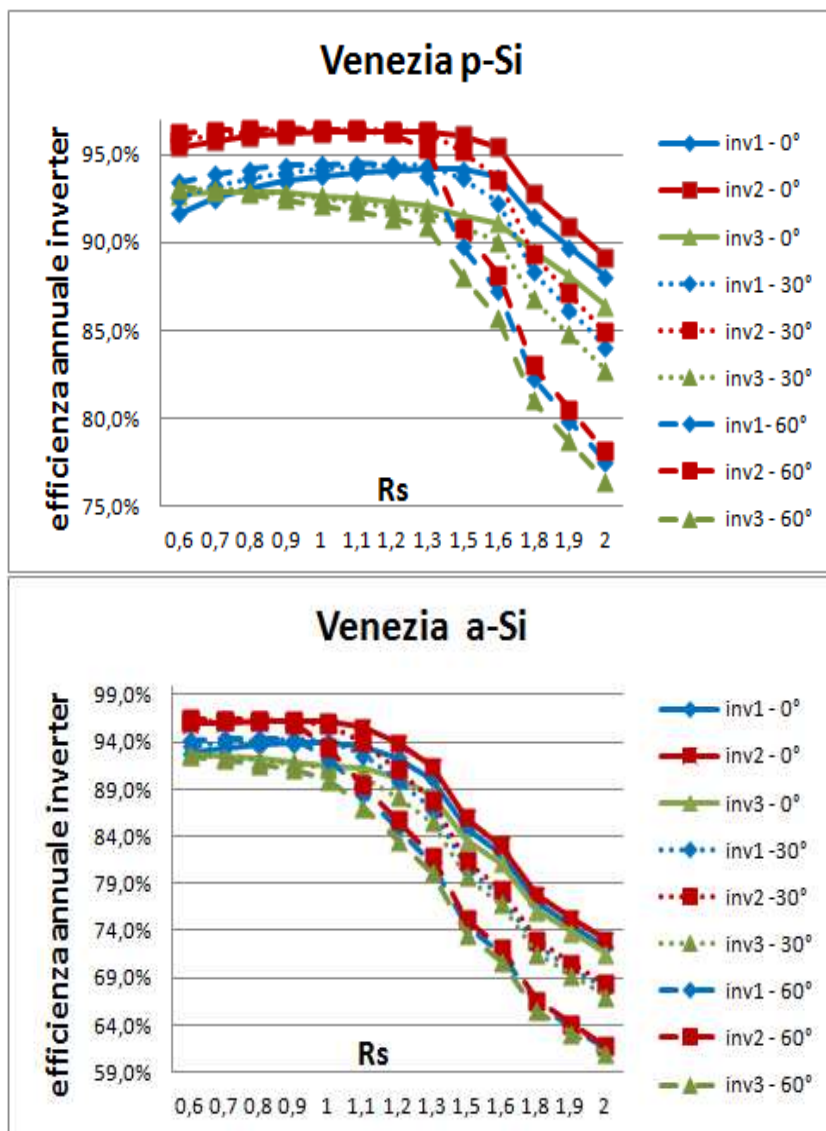 Venezia p-Si
efficienza annuale inverter
95,0%
90,0%
85,0%
80,0%
75,0%
Rs
0,6 0,7 0,8 0,9 1 1,1 1,2 1,3 1,5 1,6 1,8 1,9 2
inv1 - 0°
inv2 - 0°
inv3 - 0°
inv1 - 30°
inv2 - 30°
inv3 - 30°
inv1- 60°
inv2 - 60°
inv3 - 60°
Venezia a-Si
efficienza annuale inverter
99,0%
94,0%
89,0%
84,0%
79,0%
74,0%
69,0%
64,0%
59,0%
Rs
0,6 0,7 0,8 0,9 1 1,1 1,2 1,3 1,5 1,6 1,8 1,9 2
inv1 - 0°
inv2 - 0°
inv3 - 0°
inv1 -30°
inv2 -30°
inv3 - 30°
inv1 - 60°
inv2 - 60°
inv3 - 60°